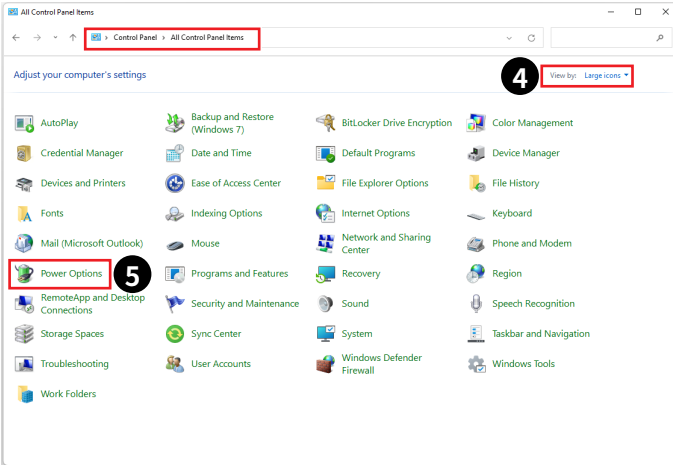 All Control Panel Items
Control Panel > All Control Panel Items
Adjust your computer's settings
4
View by: Large icons
AutoPlay
Backup and Restore
(Windows 7)
BitLocker Drive Encryption
Color Management
Credential Manager
Date and Time
Default Programs
Device Manager
Devices and Printers
Ease of Access Center
File Explorer Options
File History
Fonts
Indexing Options
Internet Options
Keyboard
Mail (Microsoft Outlook)
Mouse
Network and Sharing
Center
Phone and Modem
Power Options
5
Programs and Features
Recovery
Region
RemoteApp and Desktop
Connections
Security and Maintenance
Sound
Speech Recognition
Storage Spaces
Sync Center
System
Taskbar and Navigation
Troubleshooting
User Accounts
Windows Defender
Firewall
Windows Tools
Work Folders